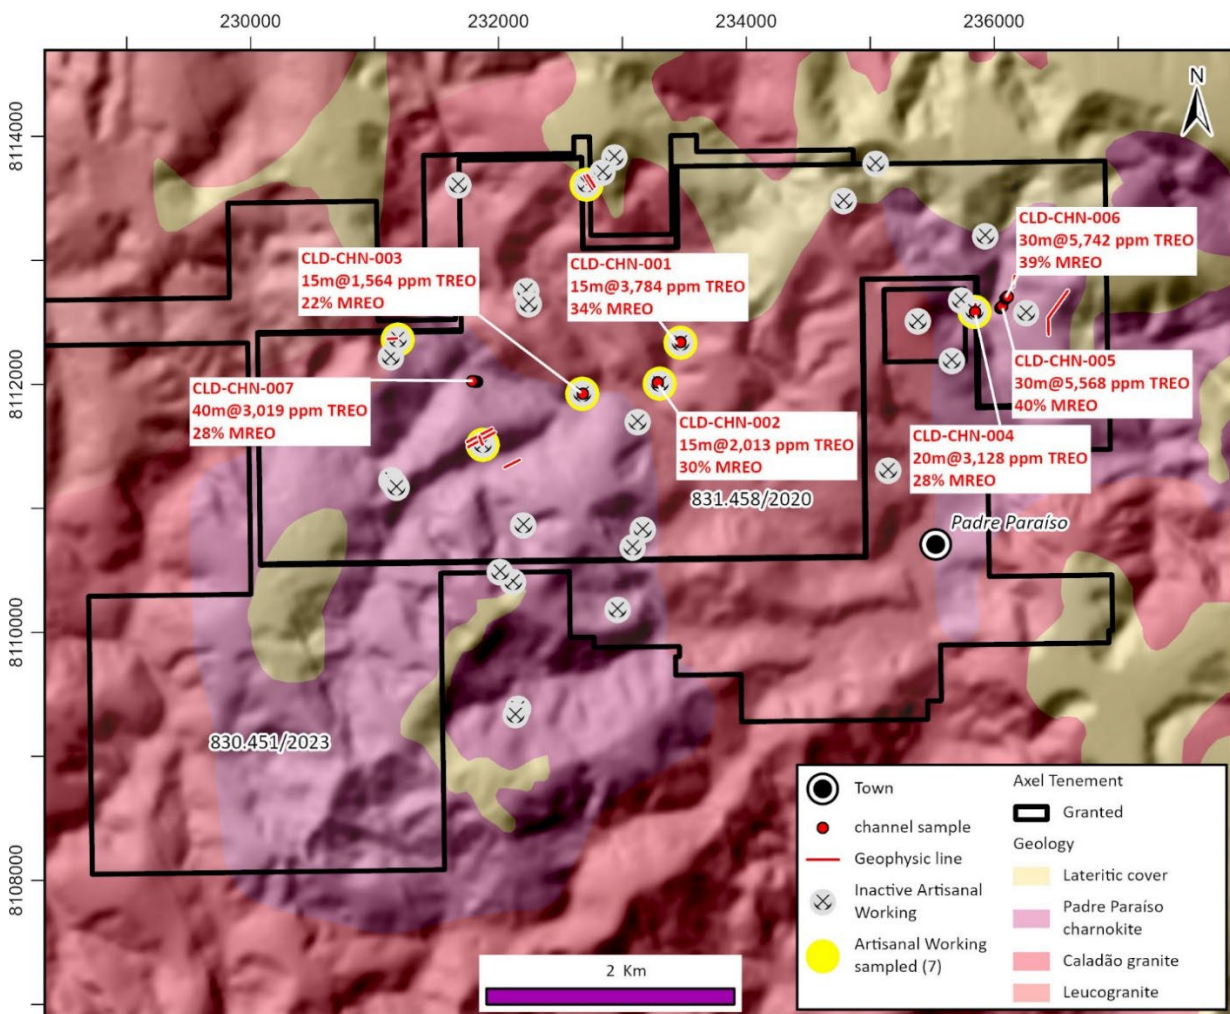 230000
232000
234000
236000
N
8114000
8112000
8110000
8108000
CLD-CHN-006
30m@5,742 ppm TREO
39% MREO
CLD-CHN-003
15m@1,564 ppm TREO
22% MREO
CLD-CHN-001
15m@3,784 ppm TREO
34% MREO
CLD-CHN-007
40m@3,019 ppm TREO
28% MREO
CLD-CHN-005
30m@5,568 ppm TREO
40% MREO
CLD-CHN-002
15m@2,013 ppm TREO
30% MREO
CLD-CHN-004
20m@3,128 ppm TREO
28% MREO
831.458/2020
Padre Paraíso
830.451/2023
2 Km
Town
channel sample
Geophysic line
Inactive Artisanal
Working
Artisanal Working
sampled (7)
Axel Tenement
Granted
Geology
Lateritic cover
Padre Paraíso
charnokite
Caladão granite
Leucogranite